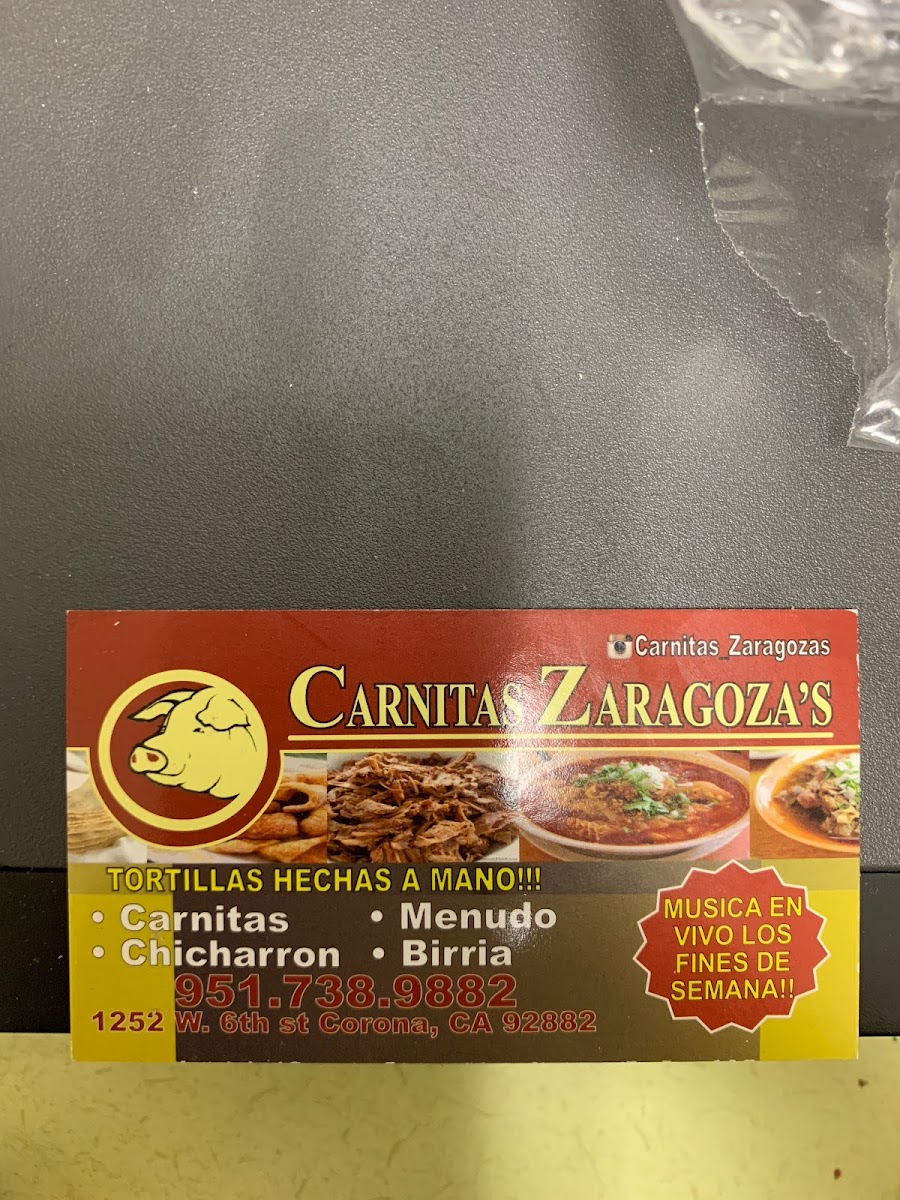 Carnitas_Zaragozas
CARNITAS ZARAGOZA'S
TORTILLAS HECHAS A MANO!!!
• Carnitas
• Chicharron
• Menudo
• Birria
951.738.9882
1252 W. 6th st Corona, CA 92882
MUSICA EN
VIVO LOS
FINES DE
SEMANA!!